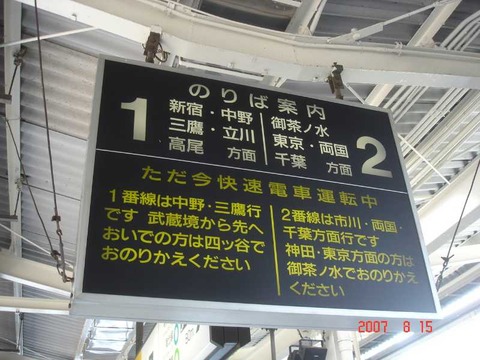 のりば案内
1
新宿・中野
三鷹・立川
高尾 方面
御茶ノ水
東京・両国
千葉 方面
2
ただ今快速電車運転中
1番線は中野・三鷹行
です 武蔵境から先へ
おいでの方は四ッ谷で
おのりかえください
2番線は市川・両国・
千葉方面行です
神田・東京方面の方は
御茶ノ水でおのりかえ
ください
2007 8 15